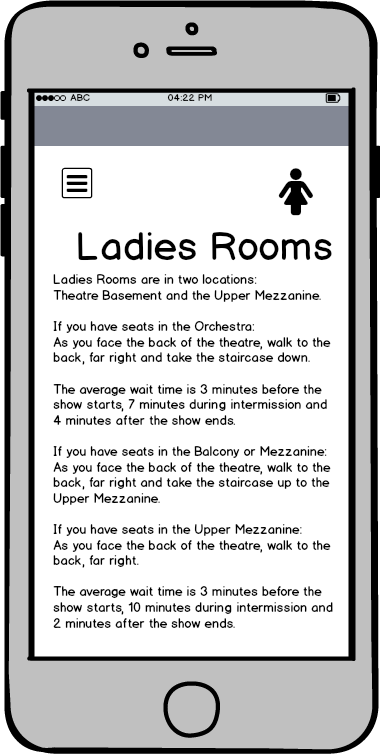 ABC 04:22 PM
Ladies Rooms
Ladies Rooms are in two locations:
Theatre Basement and the Upper Mezzanine.
If you have seats in the Orchestra:
As you face the back of the theatre, walk to the
back, far right and take the staircase down.
The average wait time is 3 minutes before the
show starts, 7 minutes during intermission and
4 minutes after the show ends.
If you have seats in the Balcony or Mezzanine:
As you face the back of the theatre, walk to the
back, far right and take the staircase up to the
Upper Mezzanine.
If you have seats in the Upper Mezzanine:
As you face the back of the theatre, walk to the
back, far right.
The average wait time is 3 minutes before the
show starts, 10 minutes during intermission and
2 minutes after the show ends.